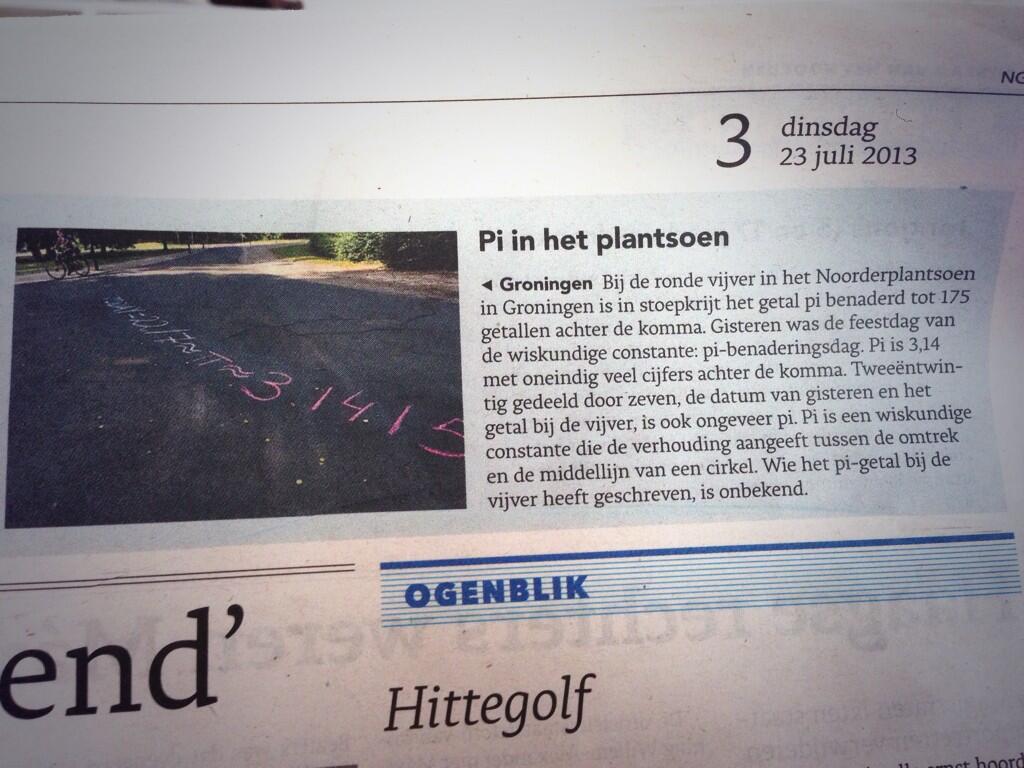 NG
3 dinsdag
23 juli 2013
Pi in het plantsoen
◄ Groningen Bij de ronde vijver in het Noorderplantsoen
in Groningen is in stoepkrijt het getal pi benaderd tot 175
getallen achter de komma. Gisteren was de feestdag van
de wiskundige constante: pi-benaderingsdag. Pi is 3,14
met oneindig veel cijfers achter de komma. Tweeëntwin-
tig gedeeld door zeven, de datum van gisteren en het
getal bij de vijver, is ook ongeveer pi. Pi is een wiskundige
constante die de verhouding aangeeft tussen de omtrek
en de middellijn van een cirkel. Wie het pi-getal bij de
vijver heeft geschreven, is onbekend.
22/7≈π≈3.1415
end’
OGENBLIK
Hittegolf